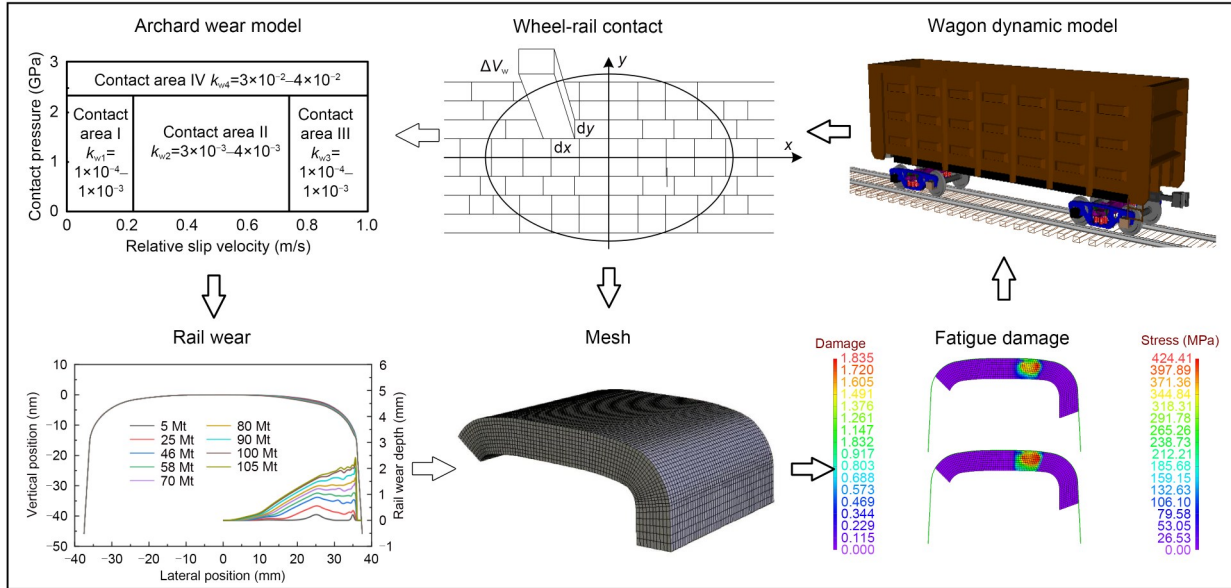 Archard wear model
Wheel-rail contact
Wagon dynamic model
Contact pressure (GPa)
3
2
1
0
Contact area IV k_w4=3×10⁻²–4×10⁻²
Contact
area I
k_w1=
1×10⁻⁴–
1×10⁻³
Contact area II
k_w2=3×10⁻³–4×10⁻³
Contact
area III
k_w3=
1×10⁻⁴–
1×10⁻³
0 0.2 0.4 0.6 0.8 1.0
Relative slip velocity (m/s)
ΔV_w
y
dy
dx
x
Rail wear
Mesh
Fatigue damage
Vertical position (nm)
10
0
−10
−20
−30
−40
−50
5 Mt
25 Mt
46 Mt
58 Mt
70 Mt
80 Mt
90 Mt
100 Mt
105 Mt
6
5
4
3
2
1
0
−1
Rail wear depth (mm)
−40 −30 −20 −10 0 10 20 30 40
Lateral position (mm)
Damage
1.835
1.720
1.605
1.491
1.376
1.261
1.147
1.832
0.917
0.803
0.688
0.573
0.469
0.344
0.229
0.115
0.000
Stress (MPa)
424.41
397.89
371.36
344.84
318.31
291.78
265.26
238.73
212.21
185.68
159.15
132.63
106.10
79.58
53.05
26.53
0.00